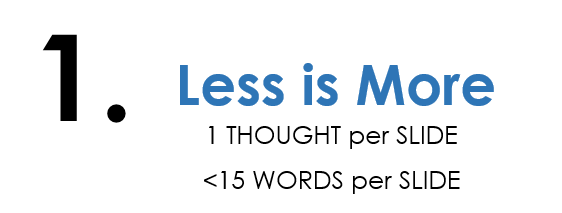 1. Less is More
1 THOUGHT per SLIDE
<15 WORDS per SLIDE